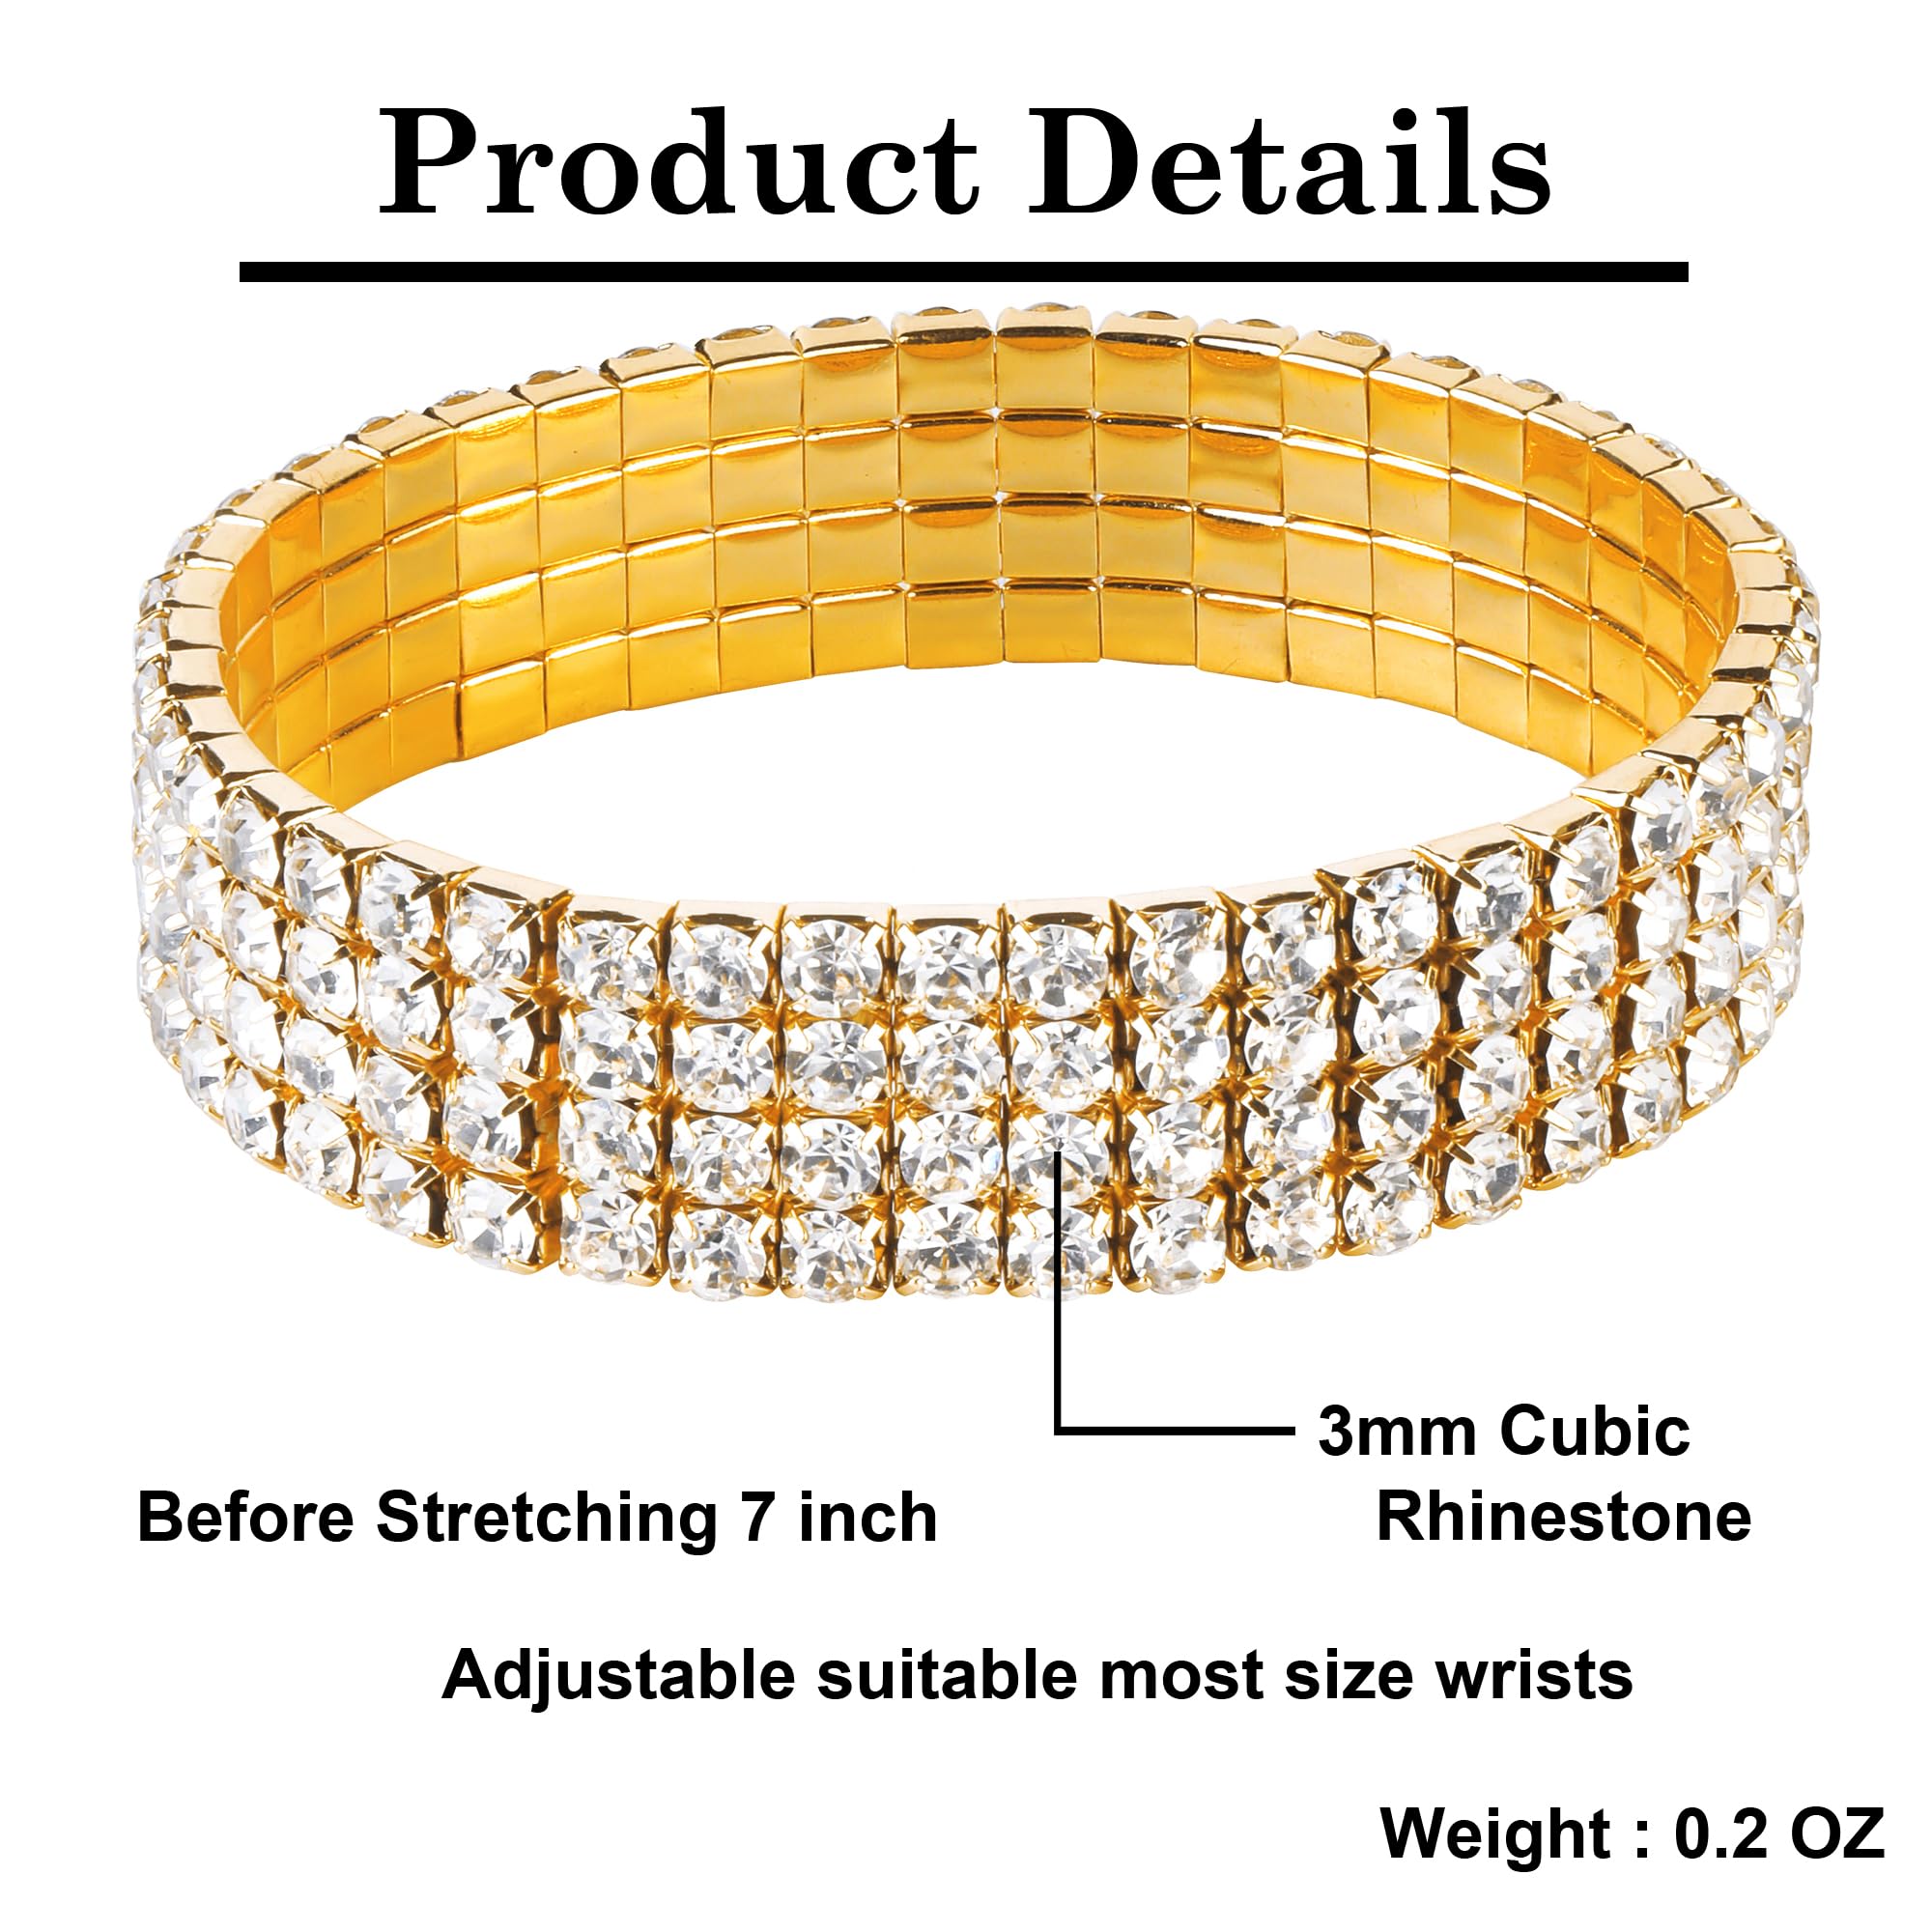 Product Details
3mm Cubic
Rhinestone
Before Stretching 7 inch
Adjustable suitable most size wrists
Weight : 0.2 OZ